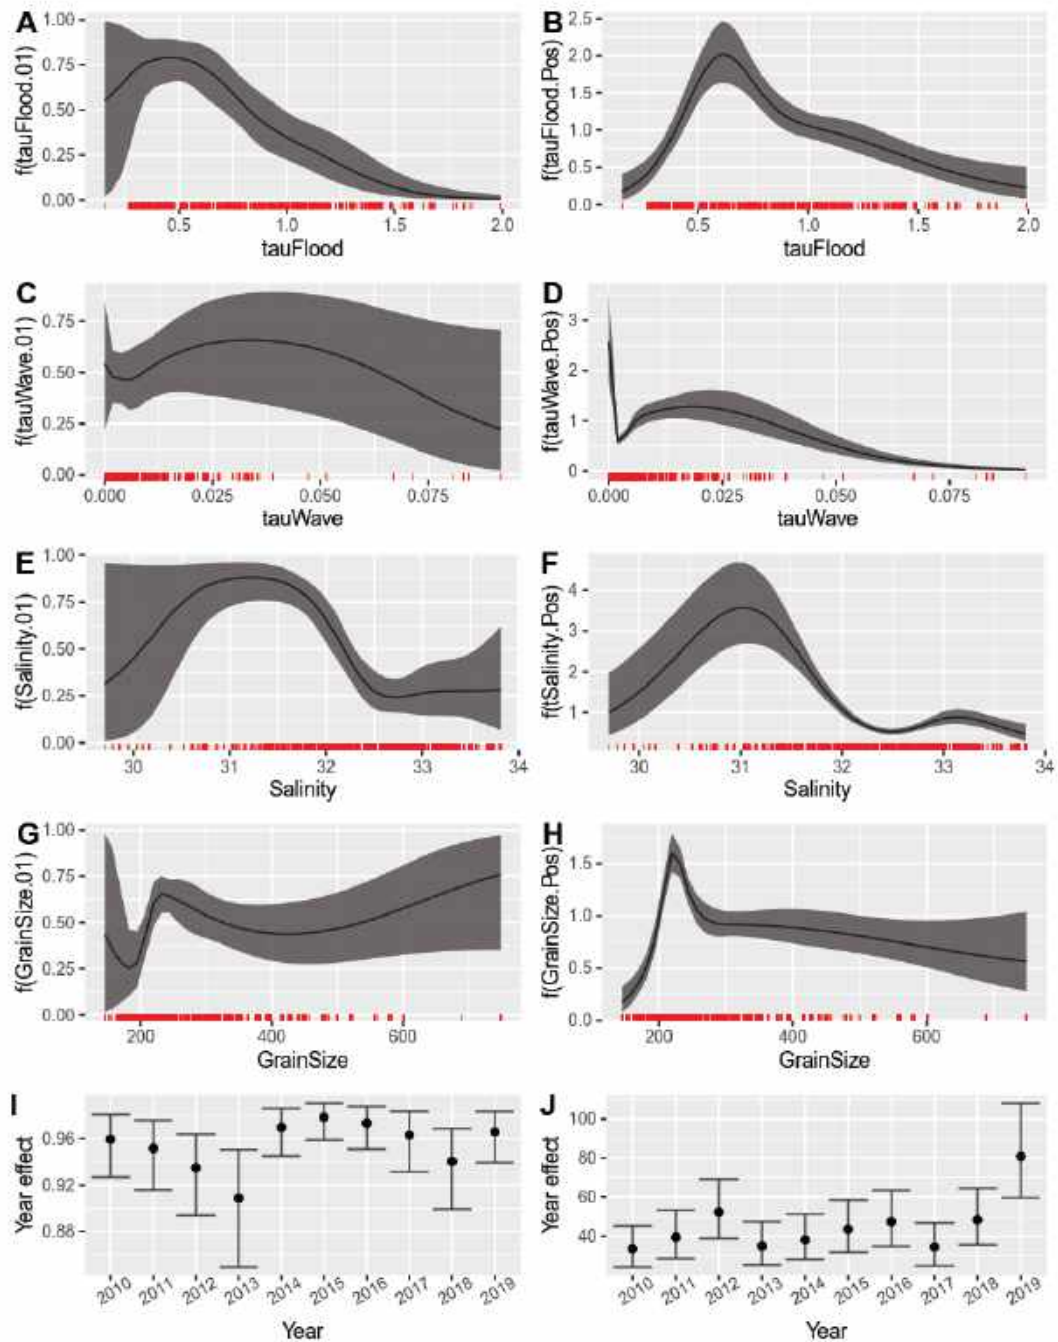 A
f(tauFlood.01)
1.00
0.75
0.50
0.25
0.00
0.5 1.0 1.5 2.0
tauFlood
B
f(tauFlood.Pos)
2.5
2.0
1.5
1.0
0.5
0.0
0.5 1.0 1.5 2.0
tauFlood
C
f(tauWave.01)
0.75
0.50
0.25
0.00
0.000 0.025 0.050 0.075
tauWave
D
f(tauWave.Pos)
3
2
1
0
0.000 0.025 0.050 0.075
tauWave
E
f(Salinity.01)
1.00
0.75
0.50
0.25
0.00
30 31 32 33 34
Salinity
F
f(tSalinity.Pos)
4
3
2
1
30 31 32 33 34
Salinity
G
f(GrainSize.01)
1.00
0.75
0.50
0.25
0.00
200 400 600
GrainSize
H
f(GrainSize.Pos)
1.5
1.0
0.5
0.0
200 400 600
GrainSize
I
Year effect
0.96
0.92
0.88
2010 2011 2012 2013 2014 2015 2016 2017 2018 2019
Year
J
Year effect
100
80
60
40
2010 2011 2012 2013 2014 2015 2016 2017 2018 2019
Year